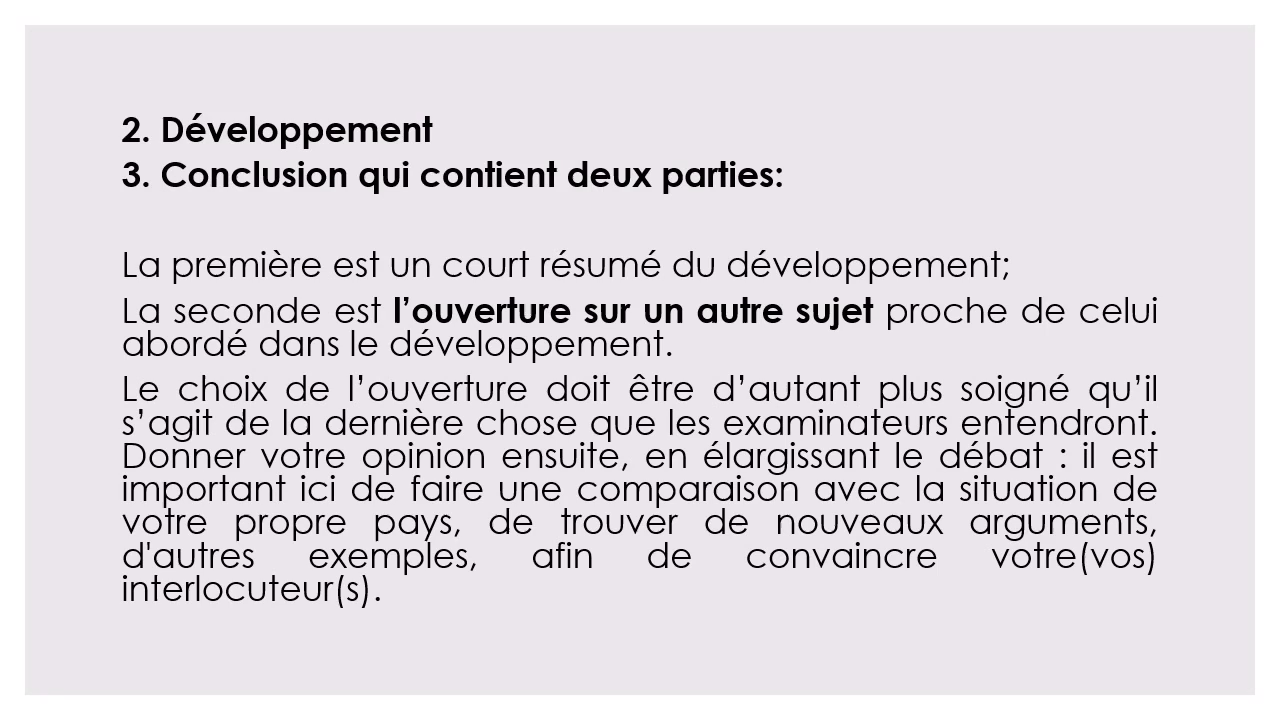 2. Développement
3. Conclusion qui contient deux parties:
La première est un court résumé du développement;
La seconde est l’ouverture sur un autre sujet proche de celui
abordé dans le développement.
Le choix de l’ouverture doit être d’autant plus soigné qu’il
s’agit de la dernière chose que les examinateurs entendront.
Donner votre opinion ensuite, en élargissant le débat : il est
important ici de faire une comparaison avec la situation de
votre propre pays, de trouver de nouveaux arguments,
d'autres exemples, afin de convaincre votre(vos)
interlocuteur(s).